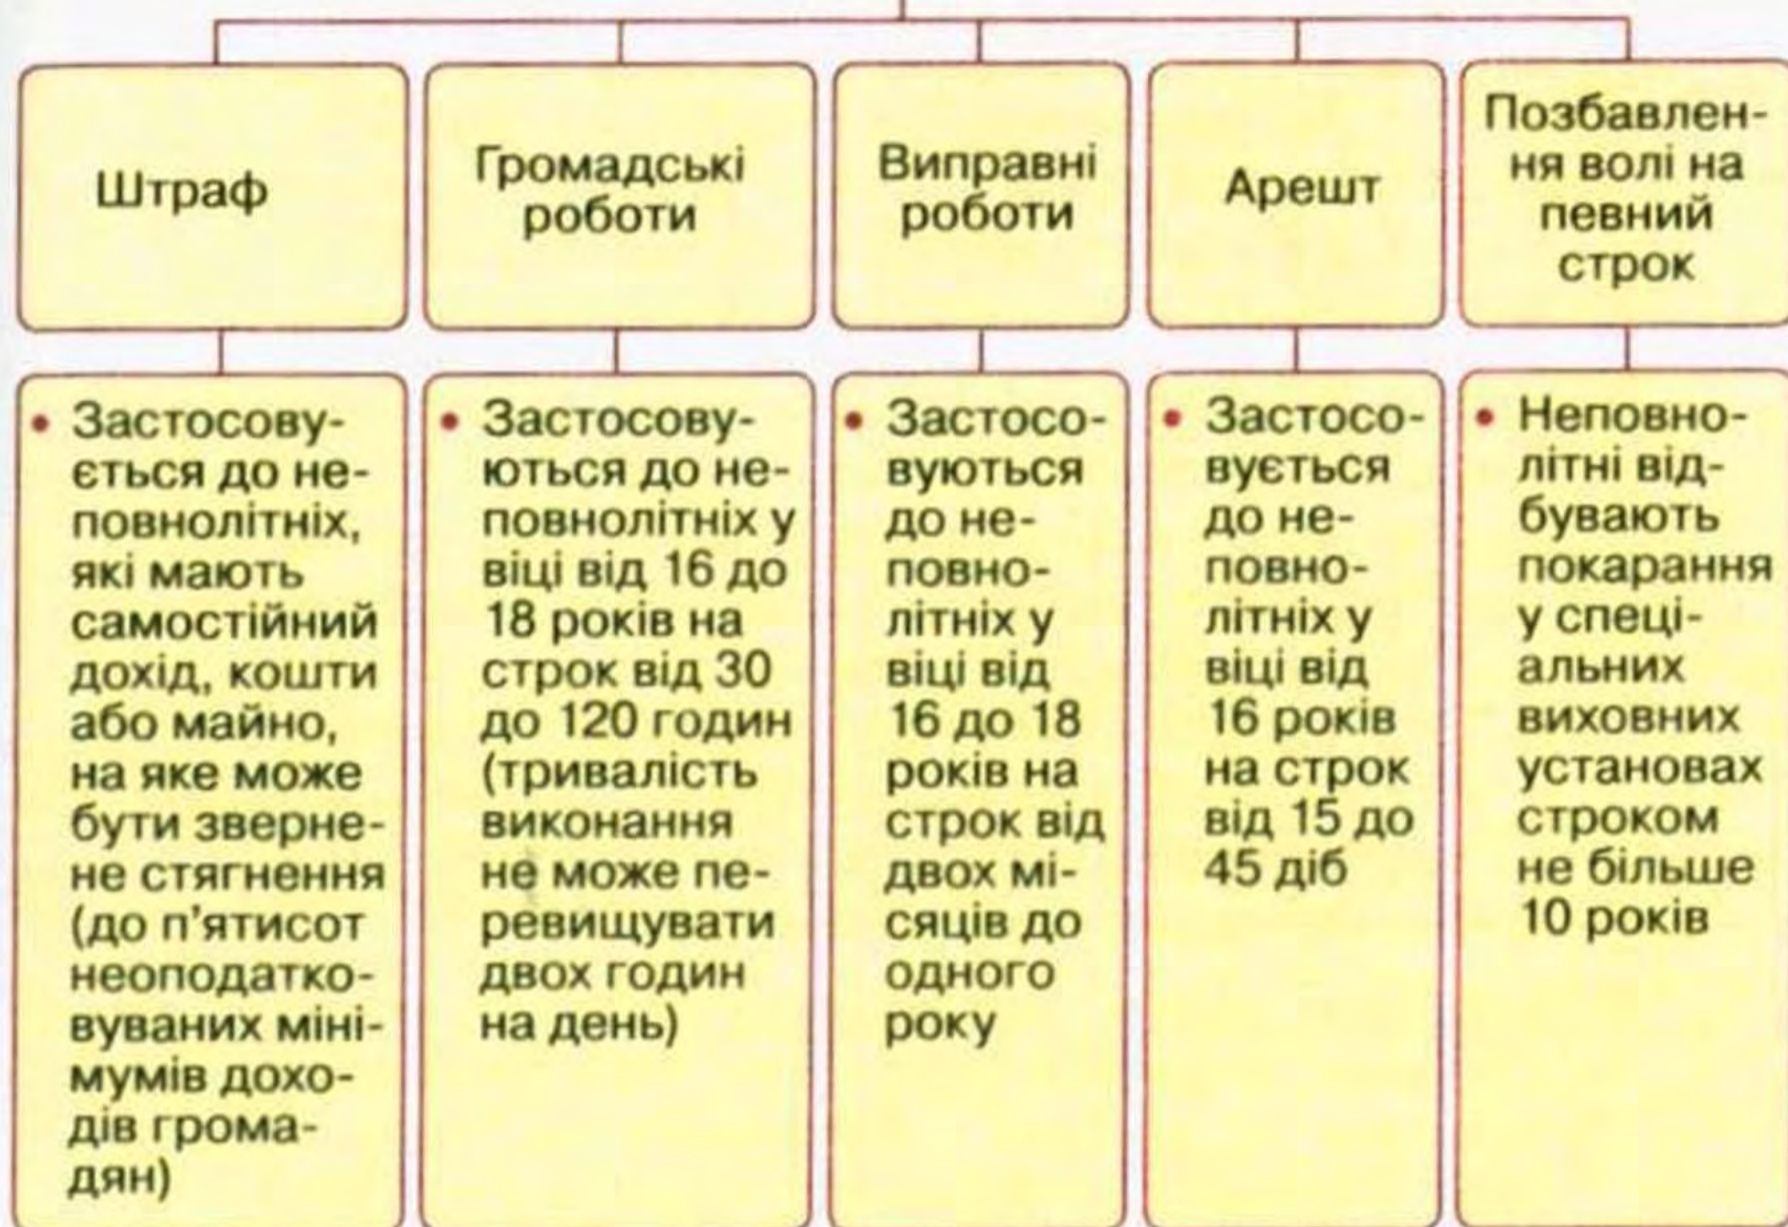 Штраф
Громадські
роботи
Виправні
роботи
Арешт
Позбавлен-
ня волі на
певний
строк
• Застосову-
ється до не-
повнолітніх,
які мають
самостійний
дохід, кошти
або майно,
на яке може
бути зверне-
не стягнення
(до п'ятисот
неоподатко-
вуваних міні-
мумів дохо-
дів грома-
дян)
• Застосову-
ються до не-
повнолітніх у
віці від 16 до
18 років на
строк від 30
до 120 годин
(тривалість
виконання
не може пе-
ревищувати
двох годин
на день)
• Застосо-
вуються
до не-
повно-
літніх у
віці від
16 до 18
років на
строк від
двох мі-
сяців до
одного
року
• Застосо-
вується
до не-
повно-
літніх у
віці від
16 років
на строк
від 15 до
45 діб
• Неповно-
літні від-
бувають
покарання
у спеці-
альних
виховних
установах
строком
не більше
10 років